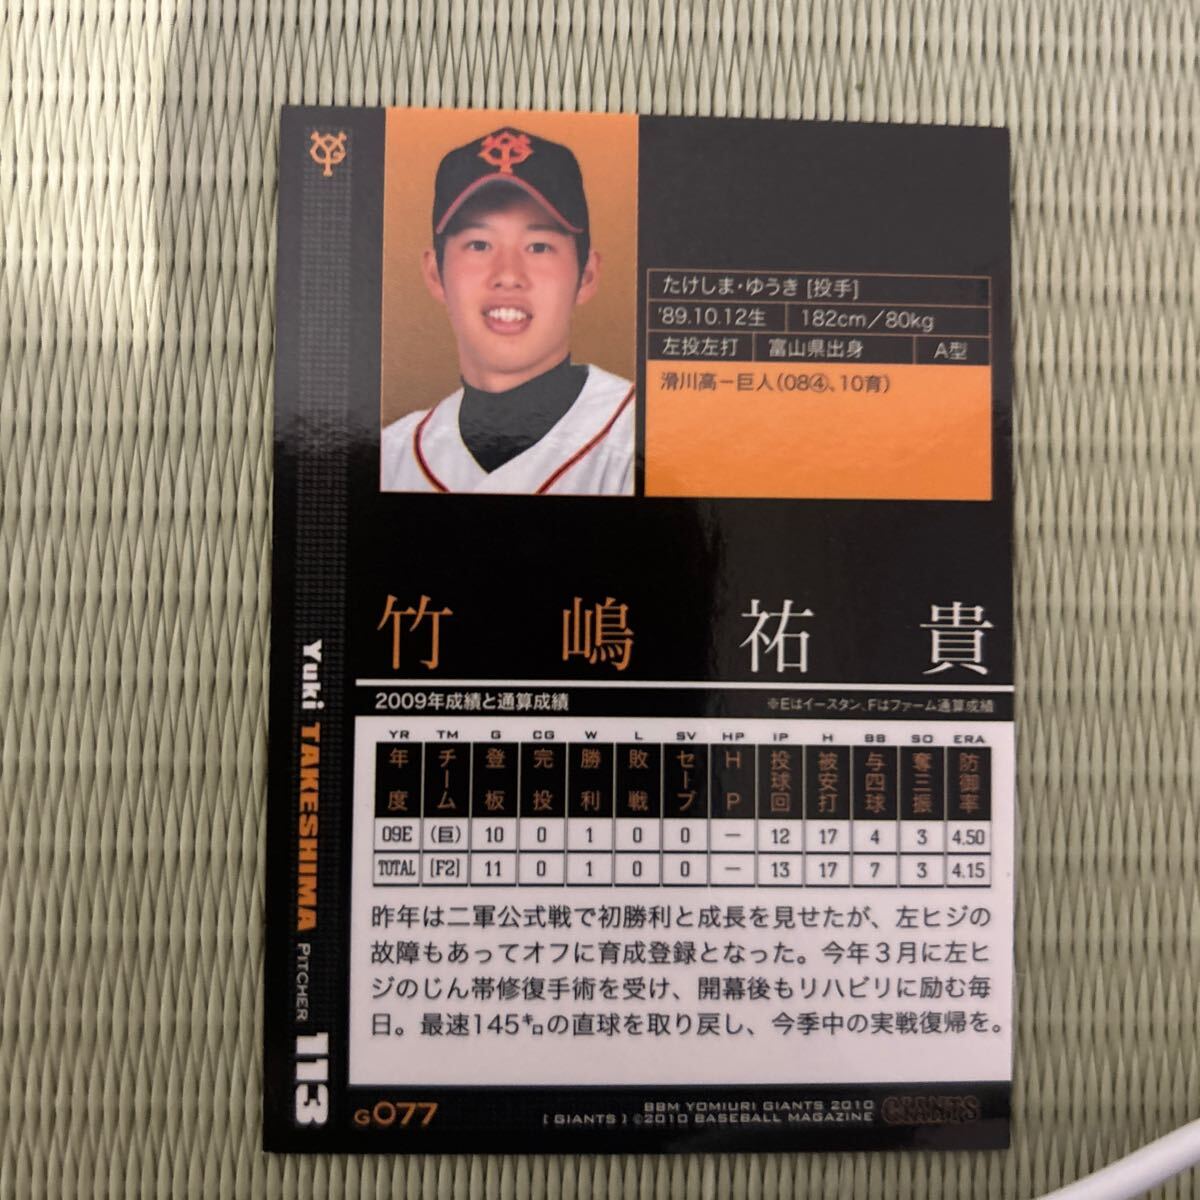 たけしま・ゆうき [投手]
'89.10.12生 182cm/80kg
左投左打 富山県出身 A型
滑川高ー巨人(08④、10育)
竹嶋祐貴
Yuki TAKESHIMA PITCHER 113
2009年成績と通算成績 ※Eはイースタン、Fはファーム通算成績
YR TM G CG W L SV HP IP H BB SO ERA
年度 チーム 登板 完投 勝利 敗戦 セーブ HP 投球回 被安打 与四球 奪三振 防御率
09E (巨) 10 0 1 0 0 － 12 17 4 3 4.50
TOTAL [F2] 11 0 1 0 0 － 13 17 7 3 4.15
昨年は二軍公式戦で初勝利と成長を見せたが、左ヒジの
故障もあってオフに育成登録となった。今年3月に左ヒ
ジのじん帯修復手術を受け、開幕後もリハビリに励む毎
日。最速145㌔の直球を取り戻し、今季中の実戦復帰を。
G077
BBM YOMIURI GIANTS 2010
[ GIANTS ] ©2010 BASEBALL MAGAZINE
GIANTS